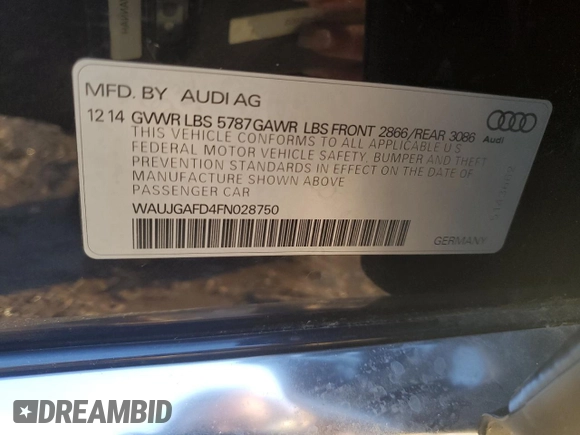 MFD. BY AUDI AG
12 14 GVWR LBS 5787 GAWR LBS FRONT 2866/REAR 3086
Audi
THIS VEHICLE CONFORMS TO ALL APPLICABLE U.S
FEDERAL MOTOR VEHICLE SAFETY, BUMPER AND THEFT
PREVENTION STANDARDS IN EFFECT ON THE DATE OF
MANUFACTURE SHOWN ABOVE
PASSENGER CAR
WAUJGAFD4FN028750
GERMANY
DREAMBID